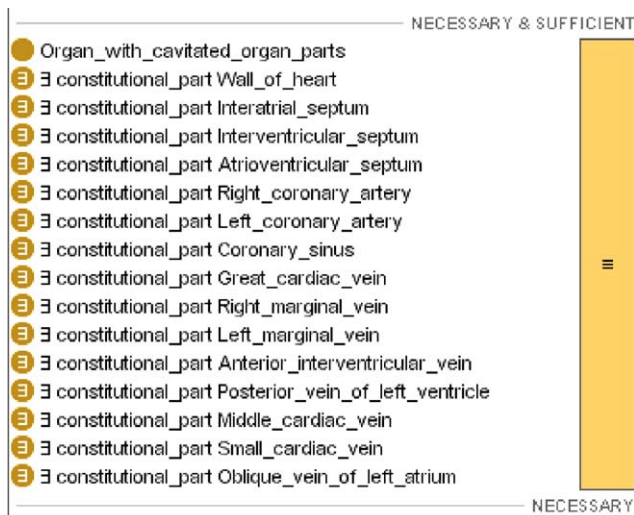 NECESSARY & SUFFICIENT
Organ_with_cavitated_organ_parts
∃ ∃ constitutional_part Wall_of_heart
∃ ∃ constitutional_part Interatrial_septum
∃ ∃ constitutional_part Interventricular_septum
∃ ∃ constitutional_part Atrioventricular_septum
∃ ∃ constitutional_part Right_coronary_artery
∃ ∃ constitutional_part Left_coronary_artery
∃ ∃ constitutional_part Coronary_sinus
∃ ∃ constitutional_part Great_cardiac_vein
∃ ∃ constitutional_part Right_marginal_vein
∃ ∃ constitutional_part Left_marginal_vein
∃ ∃ constitutional_part Anterior_interventricular_vein
∃ ∃ constitutional_part Posterior_vein_of_left_ventricle
∃ ∃ constitutional_part Middle_cardiac_vein
∃ ∃ constitutional_part Small_cardiac_vein
∃ ∃ constitutional_part Oblique_vein_of_left_atrium
≡
NECESSARY